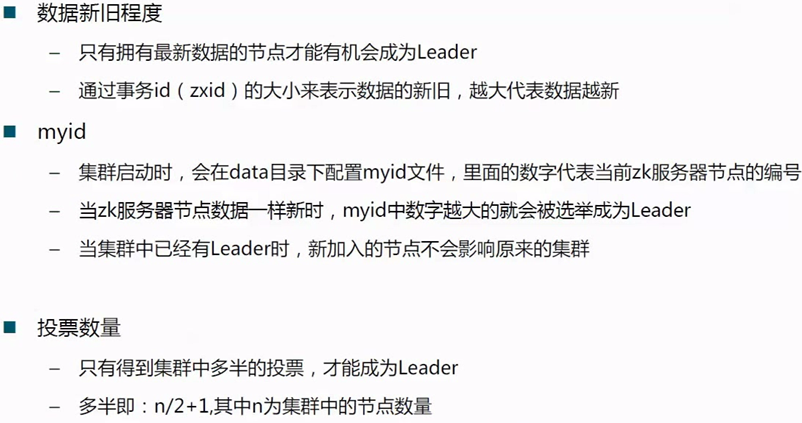 数据新旧程度
– 只有拥有最新数据的节点才能有机会成为Leader
– 通过事务id（zxid）的大小来表示数据的新旧，越大代表数据越新
myid
– 集群启动时，会在data目录下配置myid文件，里面的数字代表当前zk服务器节点的编号
– 当zk服务器节点数据一样新时，myid中数字越大的就会被选举成为Leader
– 当集群中已经有Leader时，新加入的节点不会影响原来的集群
投票数量
– 只有得到集群中多半的投票，才能成为Leader
– 多半即：n/2+1,其中n为集群中的节点数量